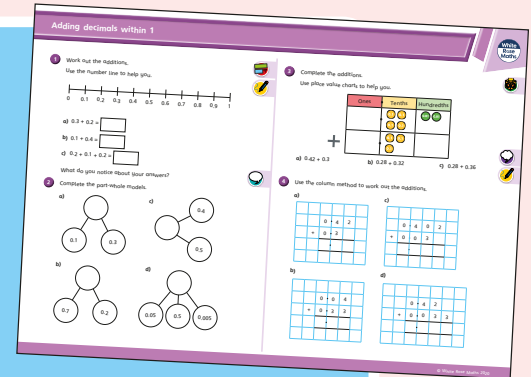 Adding decimals within 1
White
Rose
Maths
1 Work out the additions.
Use the number line to help you.
0 0.1 0.2 0.3 0.4 0.5 0.6 0.7 0.8 0.9 1
a) 0.3 + 0.2 =
b) 0.1 + 0.4 =
c) 0.2 + 0.1 + 0.2 =
What do you notice about your answers?
2 Complete the part-whole models.
a)
0.1 0.3
c)
0.4
0.5
b)
0.7 0.2
d)
0.05 0.5 0.005
3 Complete the additions.
Use place value charts to help you.
Ones Tenths Hundredths
+
a) 0.42 + 0.3 b) 0.28 + 0.32 c) 0.28 + 0.36
4 Use the column method to work out the additions.
a)
0 . 4 2
+ 0 . 3
.
c)
0 . 4 0 2
+ 0 0 3
.
b)
0 . 0 4
+ 0 . 3 3
.
d)
0 . 4 2
+ 0 . 0 3 3
.
© White Rose Maths